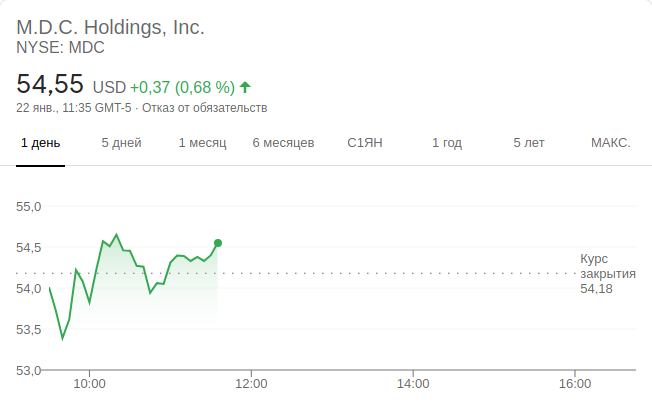 M.D.C. Holdings, Inc.
NYSE: MDC
54,55 USD +0,37 (0,68 %)
22 янв., 11:35 GMT-5 · Отказ от обязательств
1 день 5 дней 1 месяц 6 месяцев С1ЯН 1 год 5 лет МАКС.
55,0
54,5
Курс
закрытия
54,18
54,0
53,5
53,0
10:00 12:00 14:00 16:00